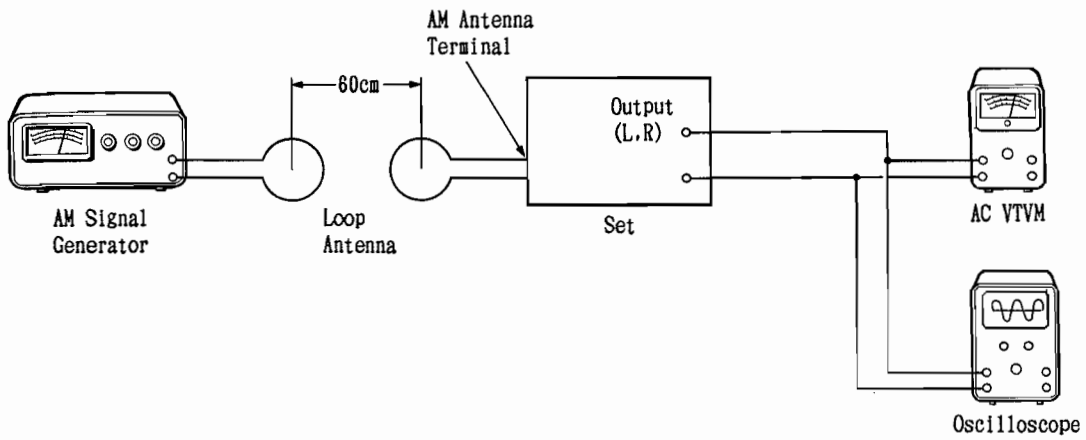 AM Antenna
Terminal
60cm
Output
(L.R)
AM Signal
Generator
Loop
Antenna
Set
AC VTVM
Oscilloscope